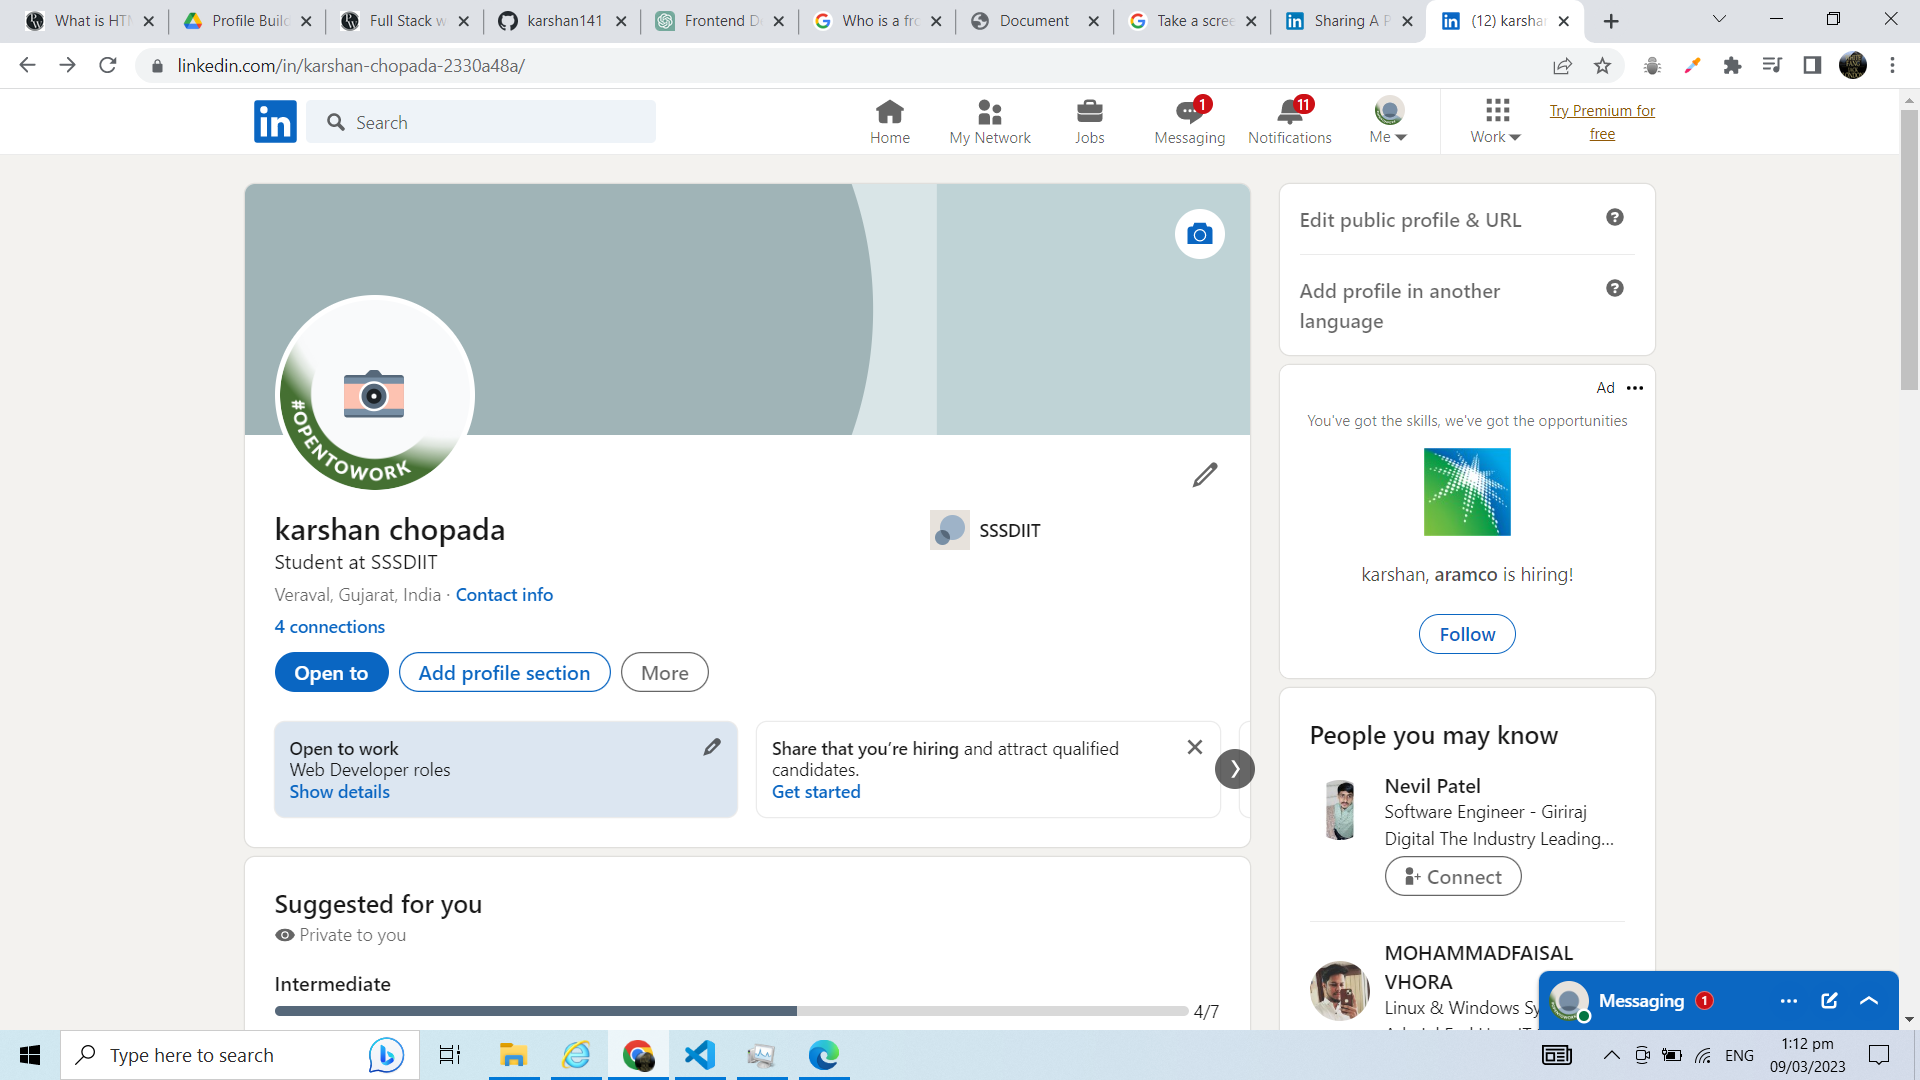 What is HTM
Profile Build
Full Stack w
karshan141
Frontend De
Who is a fro
Document
Take a scree
Sharing A P
(12) karshan
linkedin.com/in/karshan-chopada-2330a48a/
in
Search
Home
My Network
Jobs
1
Messaging
11
Notifications
Me
Work
Try Premium for
free
#OPENTOWORK
karshan chopada
Student at SSSDIIT
Veraval, Gujarat, India · Contact info
4 connections
SSSDIIT
Open to
Add profile section
More
Open to work
Web Developer roles
Show details
Share that you're hiring and attract qualified
candidates.
Get started
Suggested for you
Private to you
Intermediate
4/7
Edit public profile & URL
Add profile in another
language
Ad
You've got the skills, we've got the opportunities
karshan, aramco is hiring!
Follow
People you may know
Nevil Patel
Software Engineer - Giriraj
Digital The Industry Leading...
Connect
MOHAMMADFAISAL
VHORA
Linux & Windows Sy
Messaging 1
Type here to search
ENG
1:12 pm
09/03/2023